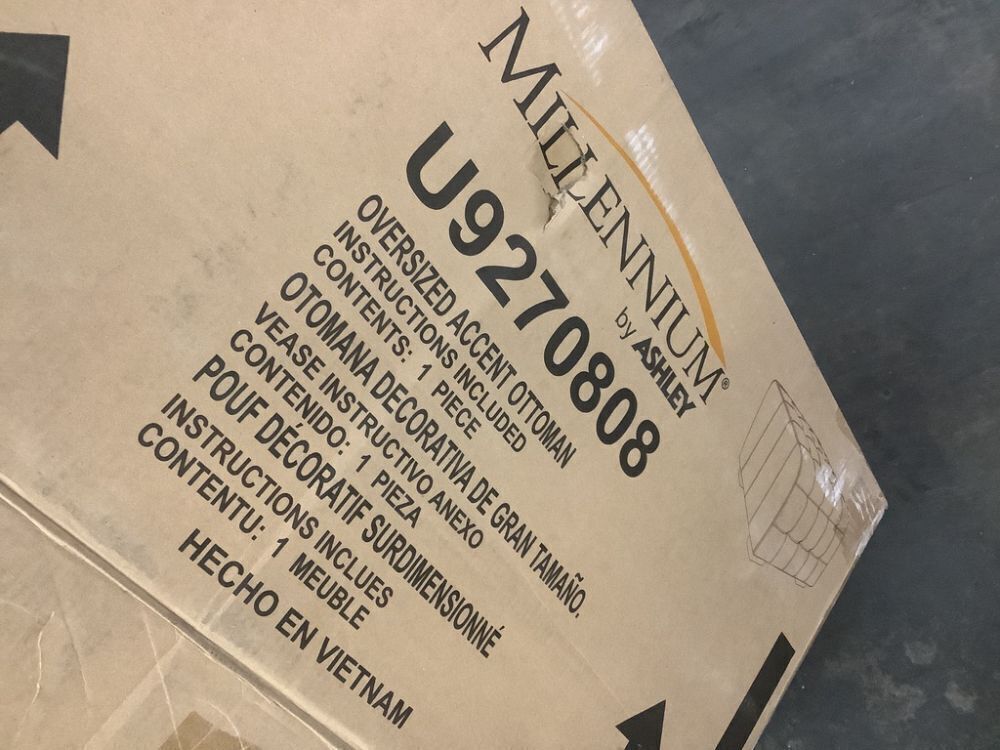 MILLENNIUM®
by ASHLEY
U9270808
OVERSIZED ACCENT OTTOMAN
INSTRUCTIONS INCLUDED
CONTENTS: 1 PIECE
OTOMANA DECORATIVA DE GRAN TAMAÑO.
VEASE INSTRUCTIVO ANEXO
CONTENIDO: 1 PIEZA
POUF DÉCORATIF SURDIMENSIONNÉ
INSTRUCTIONS INCLUES
CONTENTU: 1 MEUBLE
HECHO EN VIETNAM